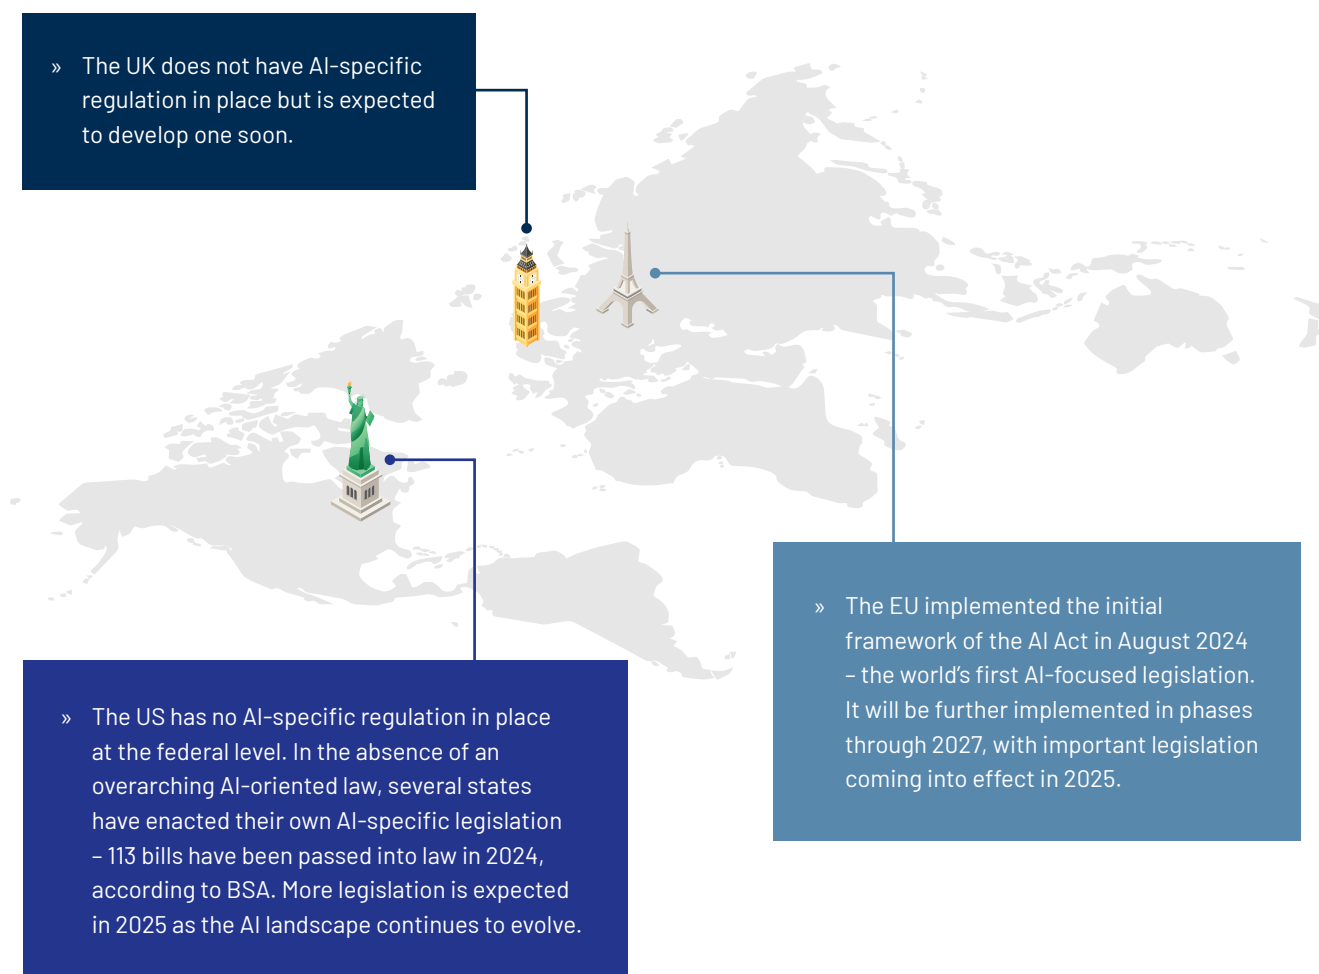 » The UK does not have AI-specific
regulation in place but is expected
to develop one soon.
» The EU implemented the initial
framework of the AI Act in August 2024
– the world's first AI-focused legislation.
It will be further implemented in phases
through 2027, with important legislation
coming into effect in 2025.
» The US has no AI-specific regulation in place
at the federal level. In the absence of an
overarching AI-oriented law, several states
have enacted their own AI-specific legislation
– 113 bills have been passed into law in 2024,
according to BSA. More legislation is expected
in 2025 as the AI landscape continues to evolve.